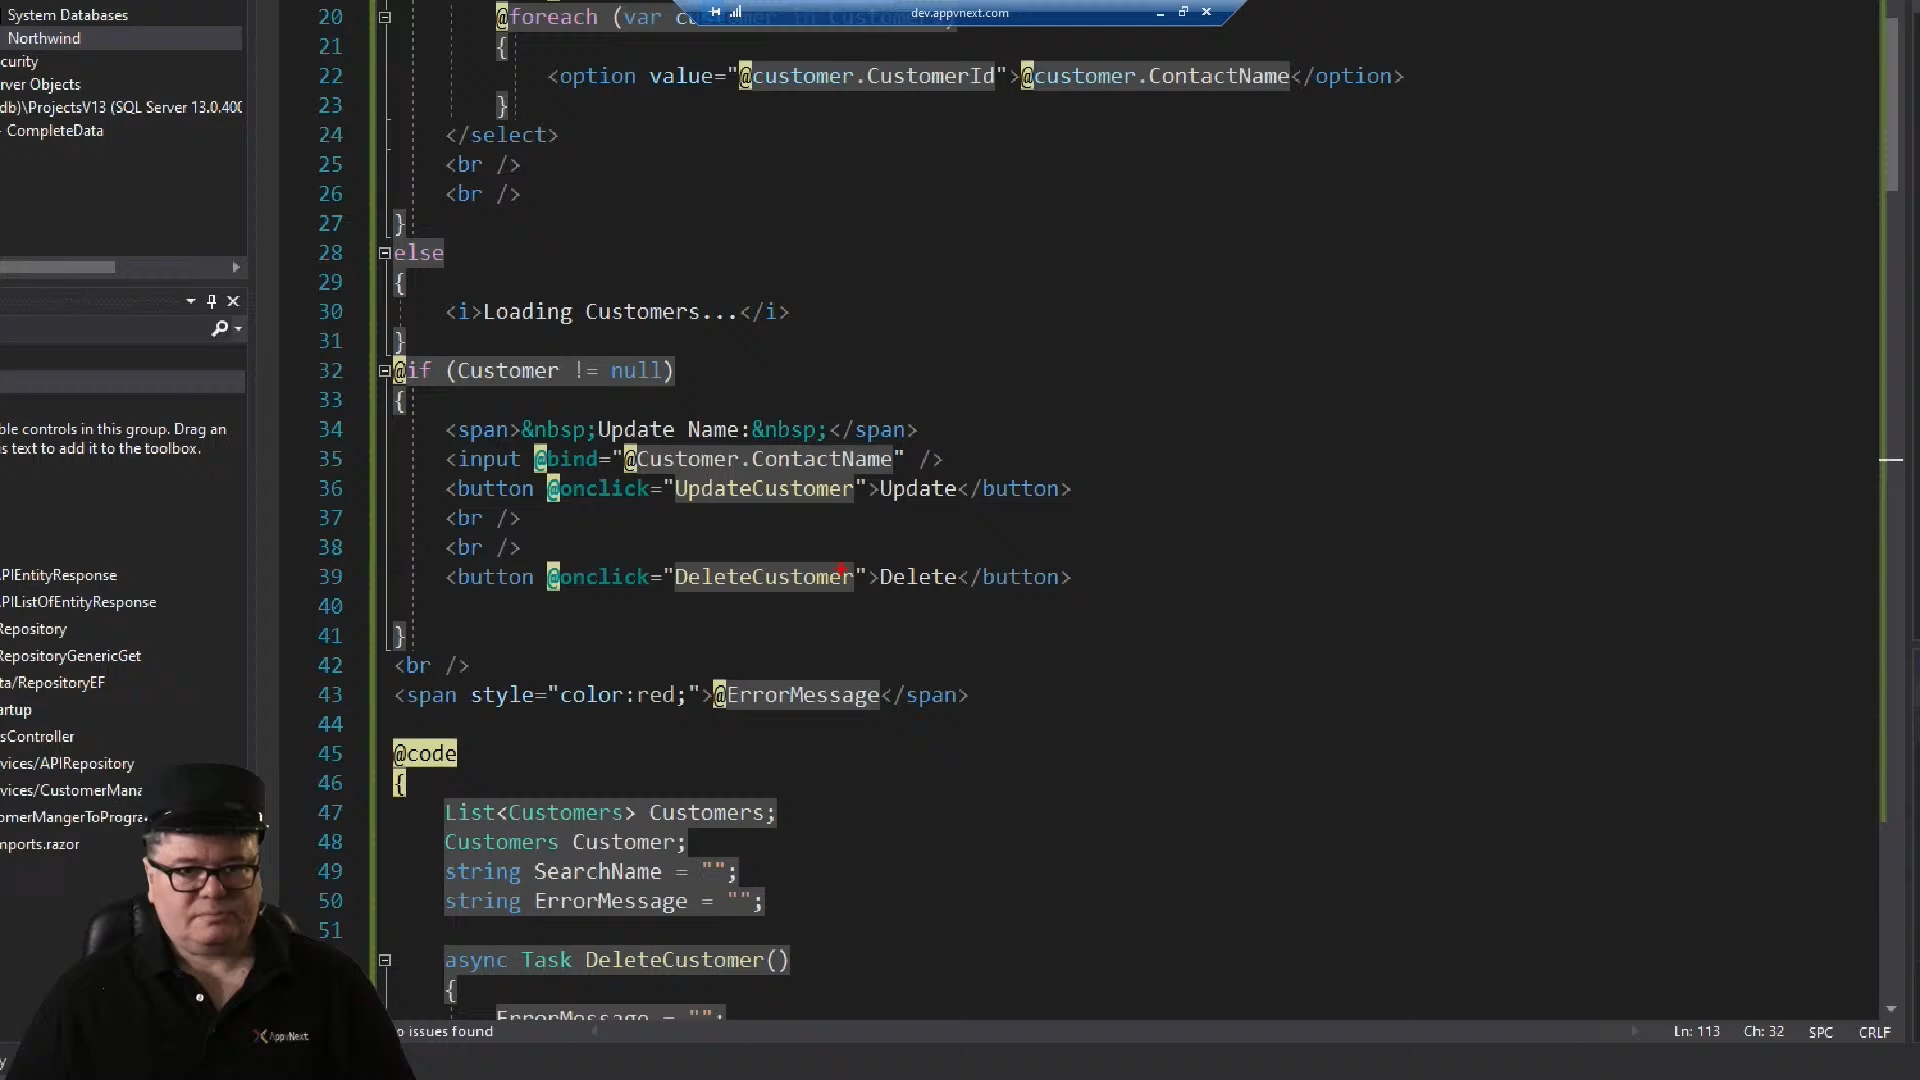 dev.appvnext.com
System Databases
Northwind
curity
rver Objects
db)\ProjectsV13 (SQL Server 13.0.400
CompleteData
ble controls in this group. Drag an
is text to add it to the toolbox.
PIEntityResponse
PIListOfEntityResponse
Repository
RepositoryGenericGet
ta/RepositoryEF
artup
sController
vices/APIRepository
vices/CustomerMana
omerMangerToProgra
mports.razor
20 @foreach (var
21 {
22 <option value="@customer.CustomerId">@customer.ContactName</option>
23 }
24 </select>
25 <br />
26 <br />
27 }
28 else
29 {
30 <i>Loading Customers...</i>
31 }
32 @if (Customer != null)
33 {
34 <span>&nbsp;Update Name:&nbsp;</span>
35 <input @bind="@Customer.ContactName" />
36 <button @onclick="UpdateCustomer">Update</button>
37 <br />
38 <br />
39 <button @onclick="DeleteCustomer">Delete</button>
40
41 }
42 <br />
43 <span style="color:red;">@ErrorMessage</span>
44
45 @code
46 {
47 List<Customers> Customers;
48 Customers Customer;
49 string SearchName = "";
50 string ErrorMessage = "";
51
async Task DeleteCustomer()
{
ErrorMessage = "";
o issues found
Ln: 113 Ch: 32 SPC CRLF
AppvNext